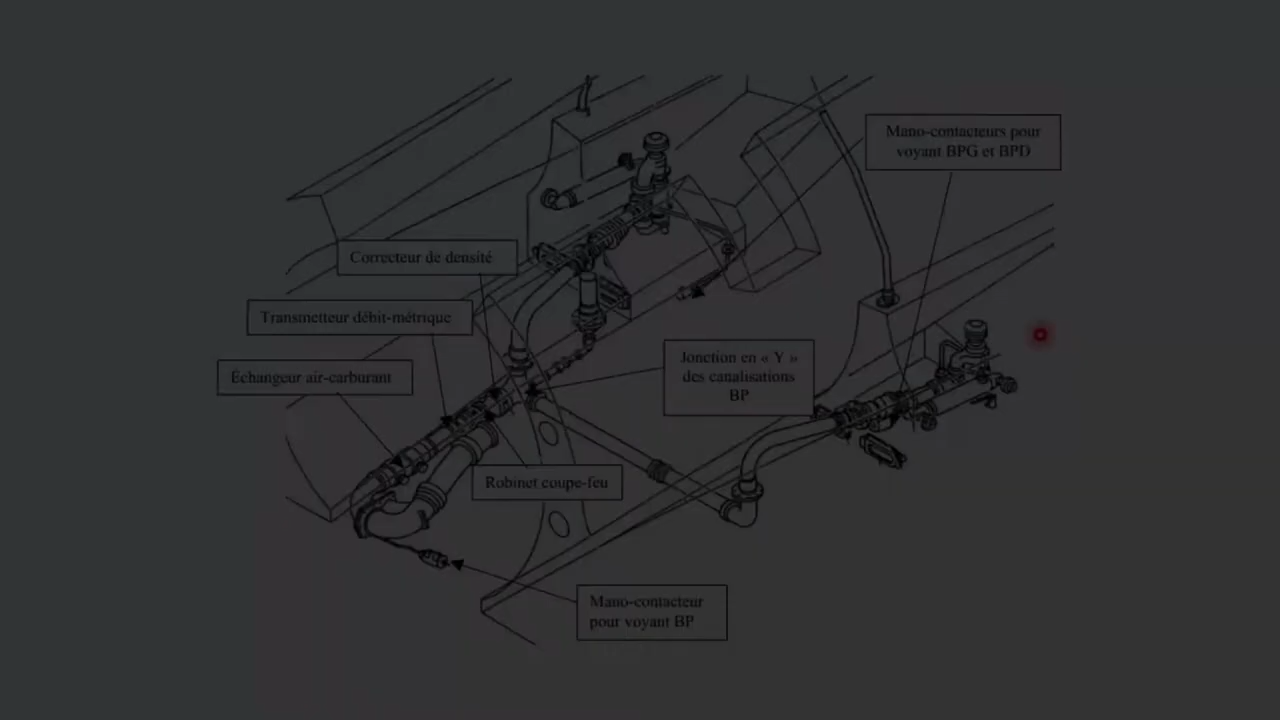 Mano-contacteurs pour
voyant BPG et BPD
Correcteur de densité
Transmetteur débit-métrique
Échangeur air-carburant
Jonction en « Y »
des canalisations
BP
Robinet coupe-feu
Mano-contacteur
pour voyant BP